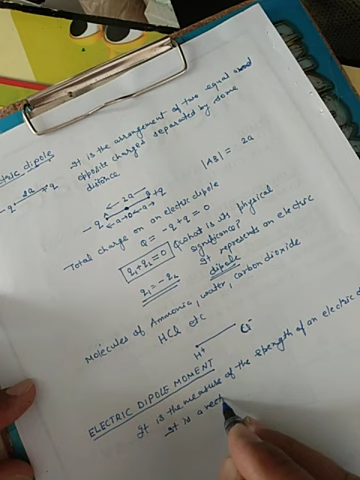 Electric dipole
It is the arrangement of two equal and
opposite charges separated by some
distance
-q 2a +q
2a
-q +q
a a
|AB| = 2a
Total charge on an electric dipole
Q = -q+q = 0
q₁+q₂ = 0 (What is its physical
significance?
q₁ = -q₂ It represents an electric
dipole
Molecules of Ammonia, water, carbondioxide
HCl etc
H⁺ Cl⁻
ELECTRIC DIPOLE MOMENT
It is the measure of the strength of an electric d
It is a vect